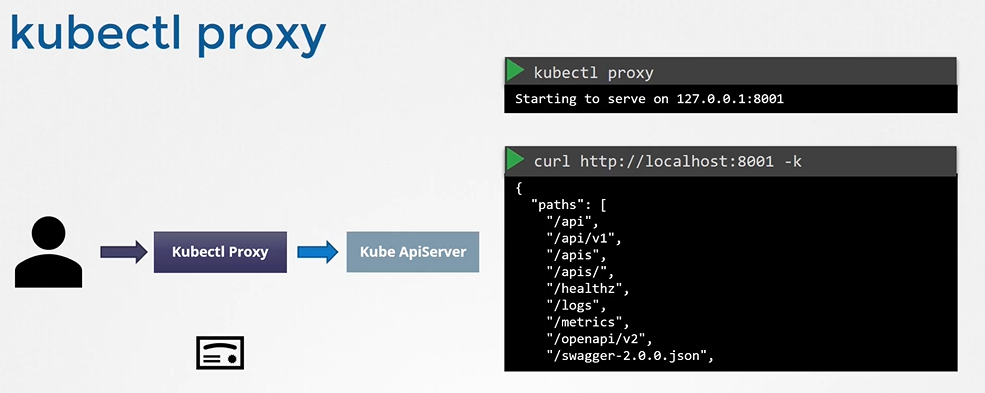 kubectl proxy
kubectl proxy
Starting to serve on 127.0.0.1:8001
curl http://localhost:8001 -k
{
"paths": [
"/api",
"/api/v1",
"/apis",
"/apis/",
"/healthz",
"/logs",
"/metrics",
"/openapi/v2",
"/swagger-2.0.0.json",
Kubectl Proxy
Kube ApiServer